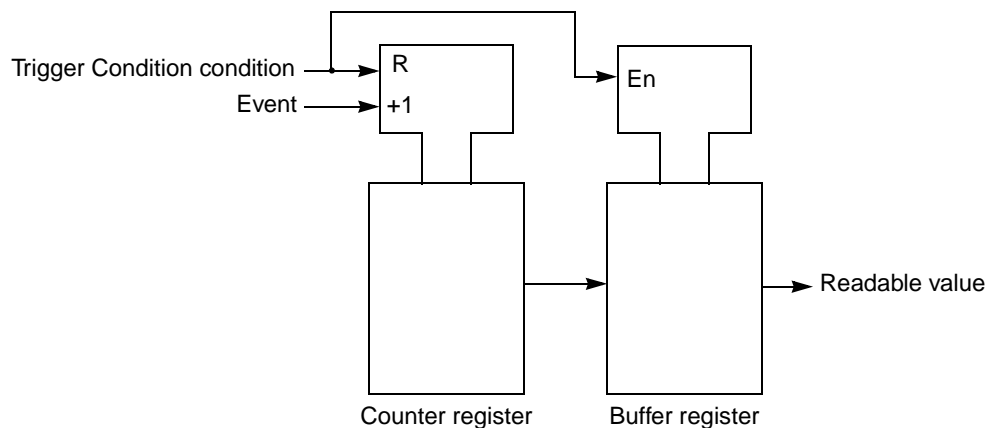 Trigger Condition condition
R
En
Event
+1
Readable value
Counter register
Buffer register